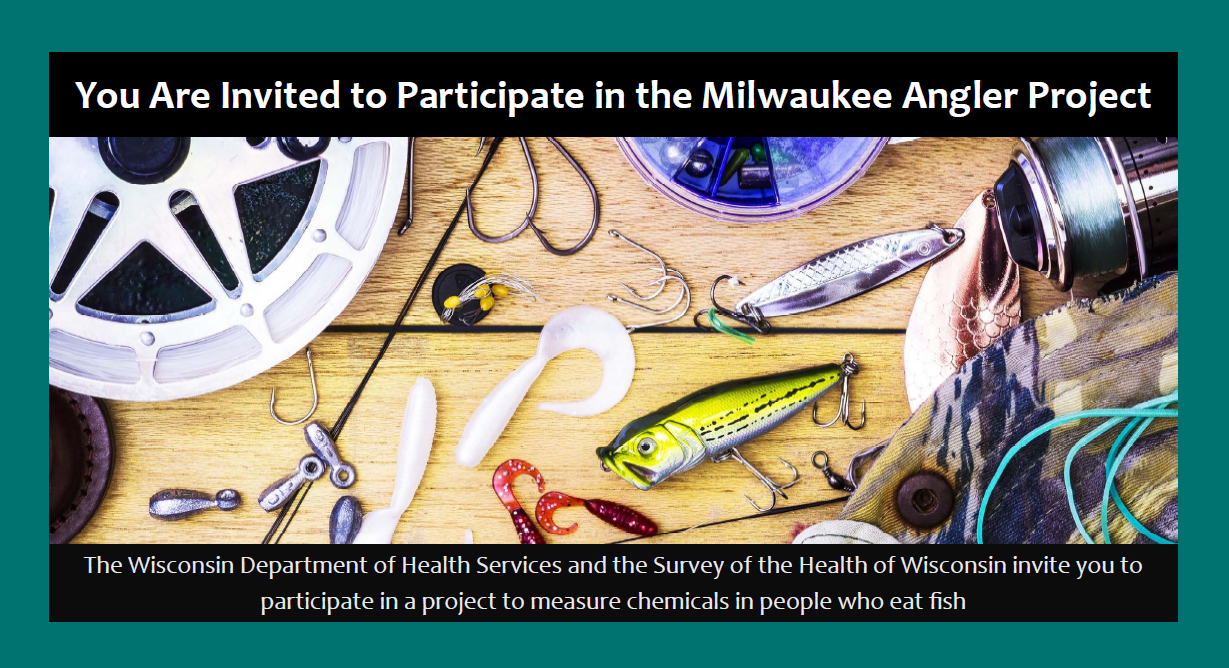 You Are Invited to Participate in the Milwaukee Angler Project
The Wisconsin Department of Health Services and the Survey of the Health of Wisconsin invite you to
participate in a project to measure chemicals in people who eat fish